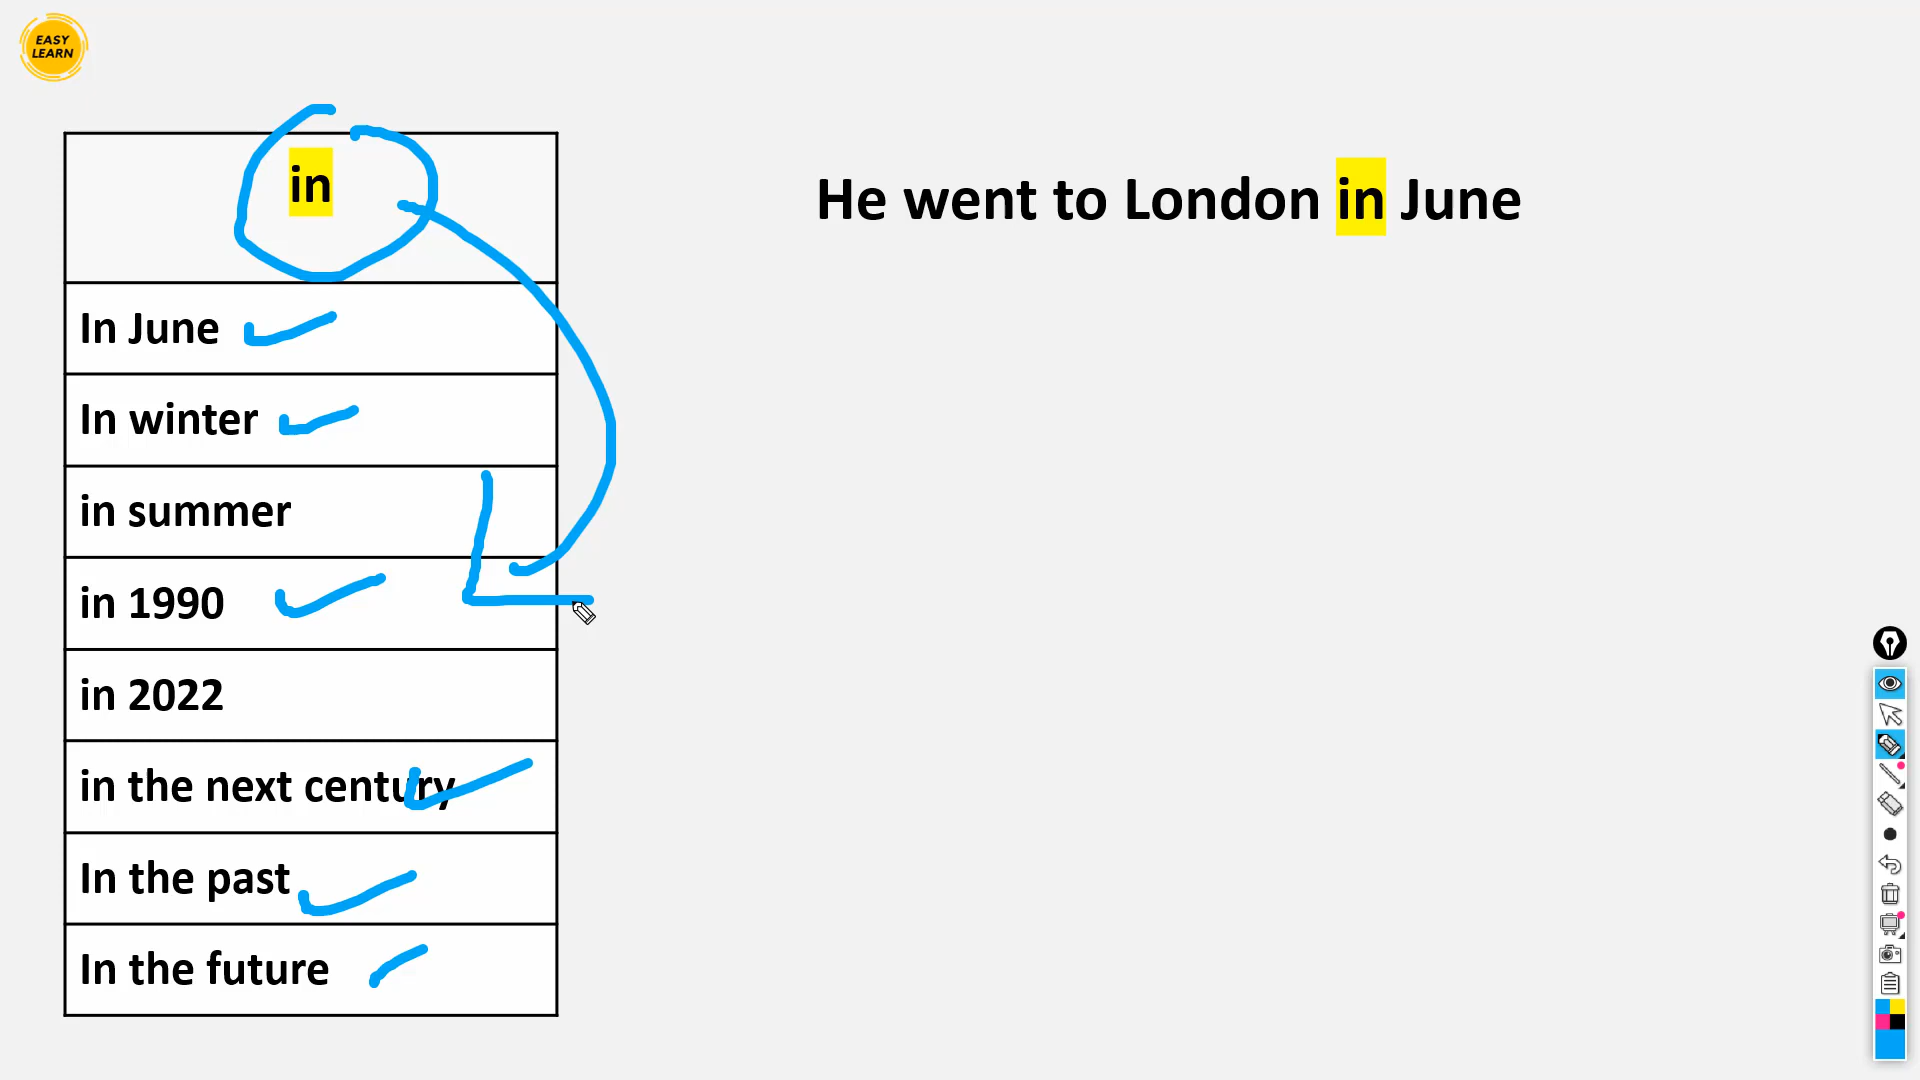 EASY
LEARN
in
In June
In winter
in summer
in 1990
in 2022
in the next century
In the past
In the future
He went to London in June